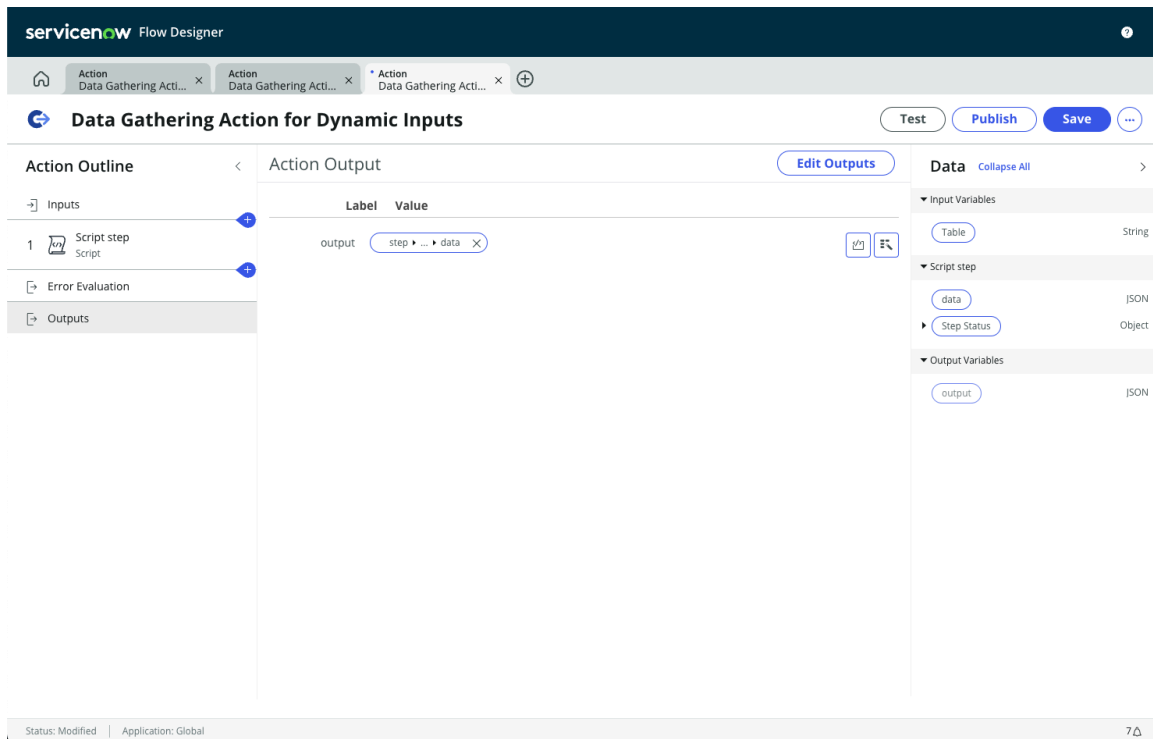 servicenow Flow Designer
Action
Data Gathering Acti...
Action
Data Gathering Acti...
Action
Data Gathering Acti...
Data Gathering Action for Dynamic Inputs
Test
Publish
Save
...
Action Outline
Inputs
1
Script step
Script
Error Evaluation
Outputs
Action Output
Edit Outputs
Label Value
output
step ▸ ... ▸ data
Data Collapse All
Input Variables
Table String
Script step
data JSON
Step Status Object
Output Variables
output JSON
Status: Modified
Application: Global
7